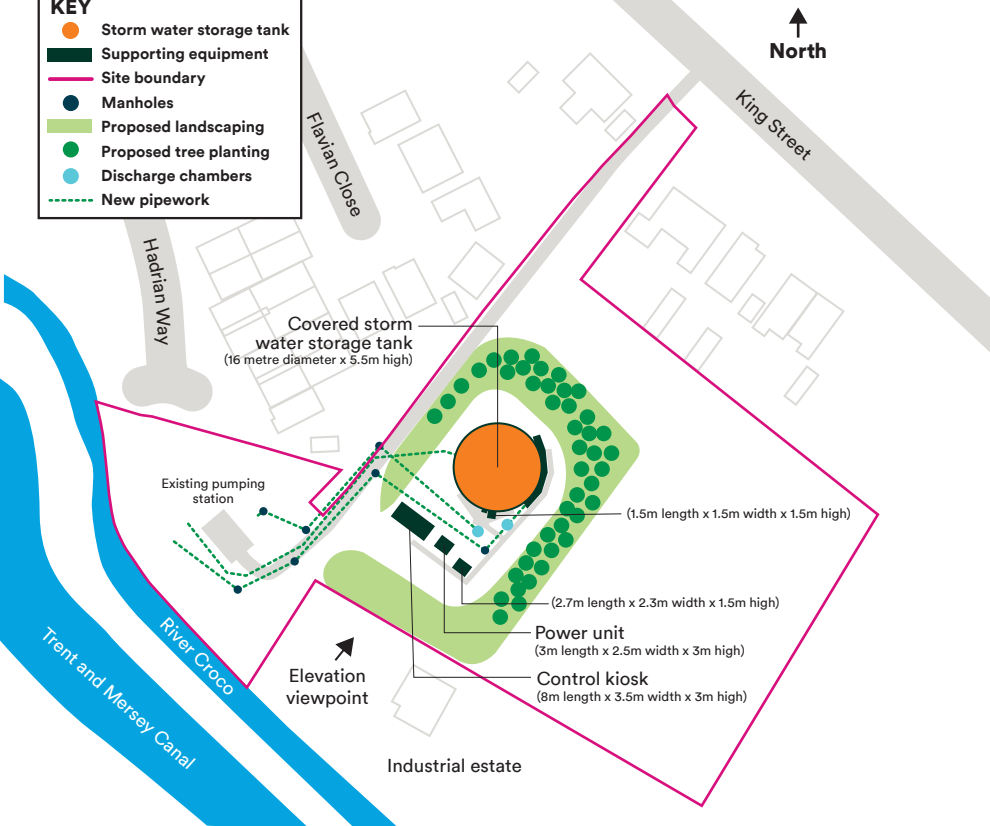 KEY
Storm water storage tank
Supporting equipment
Site boundary
Manholes
Proposed landscaping
Proposed tree planting
Discharge chambers
New pipework
North
King Street
Flavian Close
Hadrian Way
Covered storm
water storage tank
(16 metre diameter x 5.5m high)
Existing pumping
station
(1.5m length x 1.5m width x 1.5m high)
(2.7m length x 2.3m width x 1.5m high)
Power unit
(3m length x 2.5m width x 3m high)
Control kiosk
(8m length x 3.5m width x 3m high)
Elevation
viewpoint
River Croco
Trent and Mersey Canal
Industrial estate